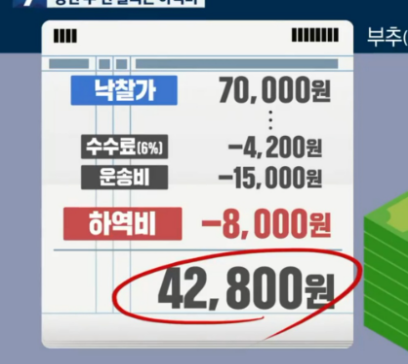 부추(
낙찰가 70,000원
수수료(6%) -4,200원
운송비 -15,000원
하역비 -8,000원
42,800원